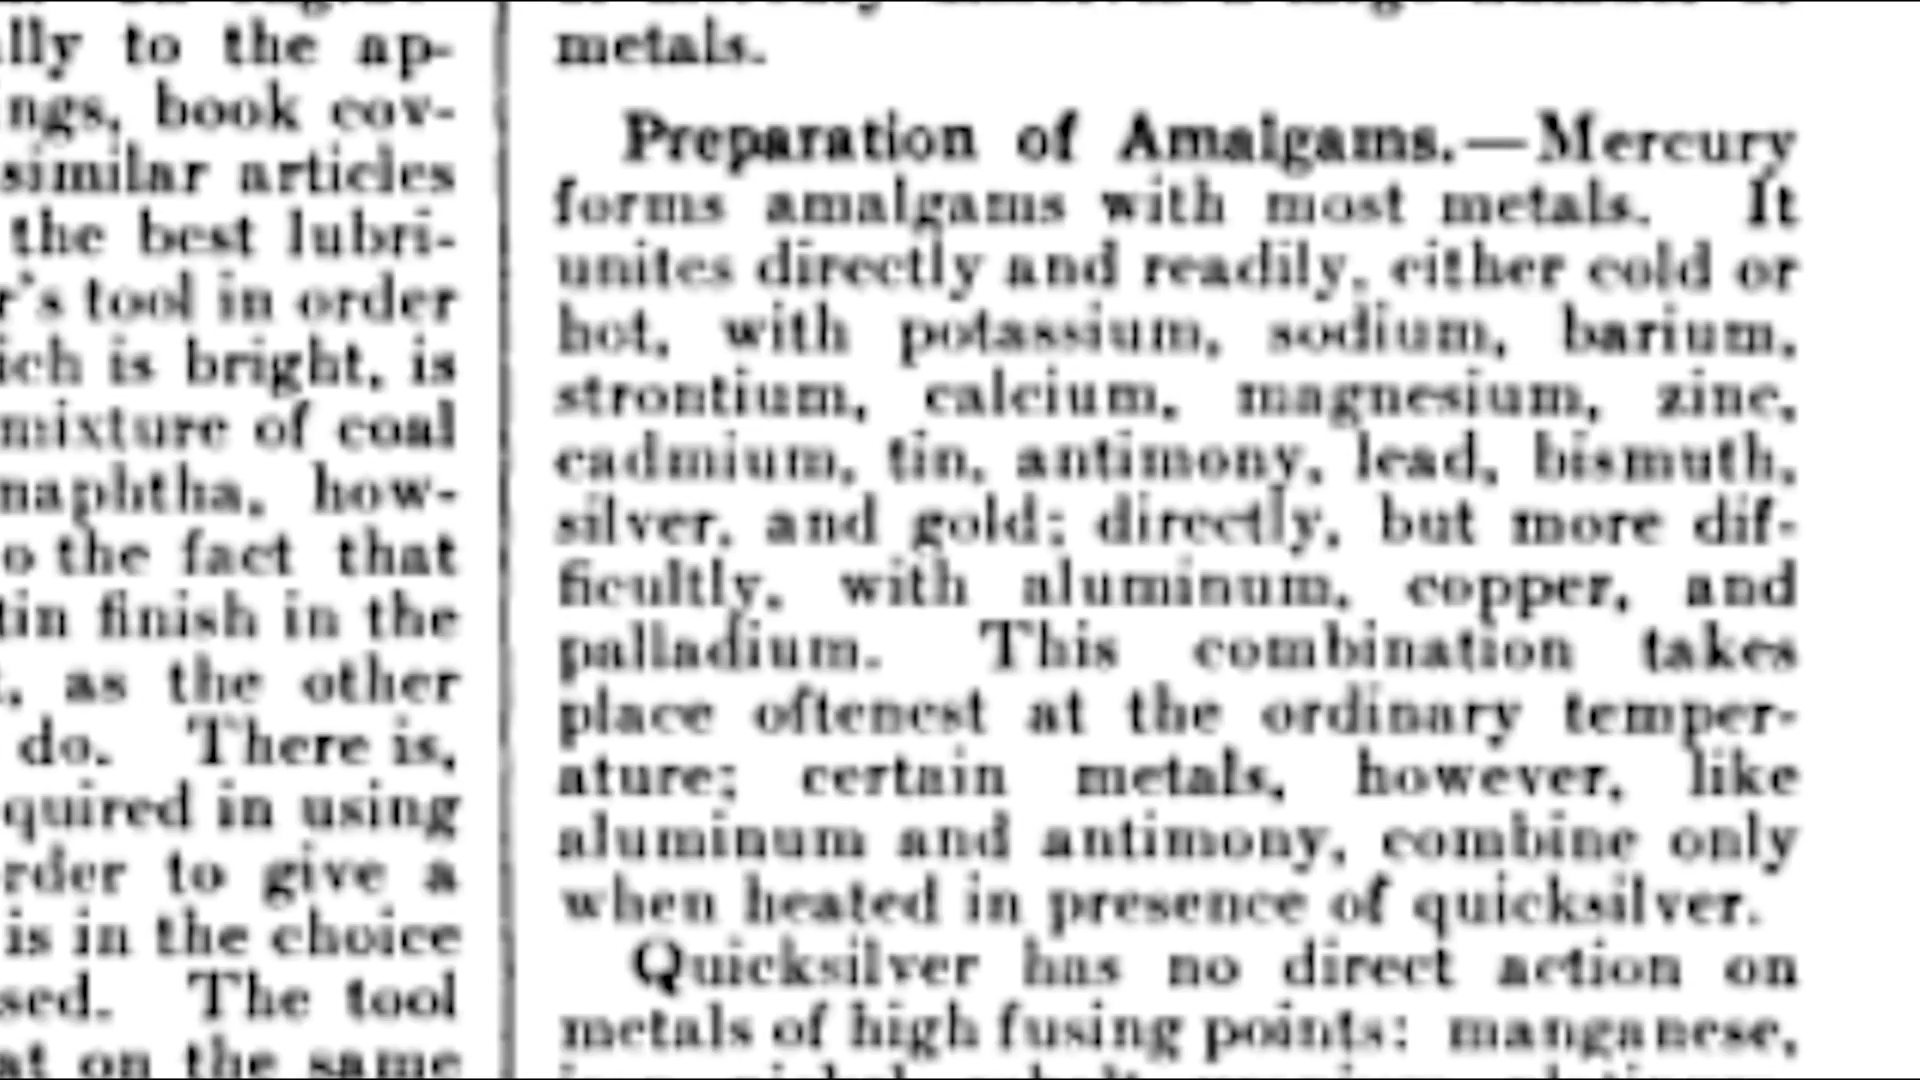 lly to the ap-
ngs, book cov-
similar articles
the best lubri-
r's tool in order
ich is bright, is
mixture of coal
naphtha, how-
o the fact that
tin finish in the
t, as the other
do. There is,
quired in using
rder to give a
is in the choice
sed. The tool
at on the same
metals.
Preparation of Amalgams.—Mercury
forms amalgams with most metals. It
unites directly and readily, either cold or
hot, with potassium, sodium, barium,
strontium, calcium, magnesium, zinc,
cadmium, tin, antimony, lead, bismuth,
silver, and gold; directly, but more dif-
ficultly, with aluminum, copper, and
palladium. This combination takes
place oftenest at the ordinary temper-
ature; certain metals, however, like
aluminum and antimony, combine only
when heated in presence of quicksilver.
Quicksilver has no direct action on
metals of high fusing points: manganese,